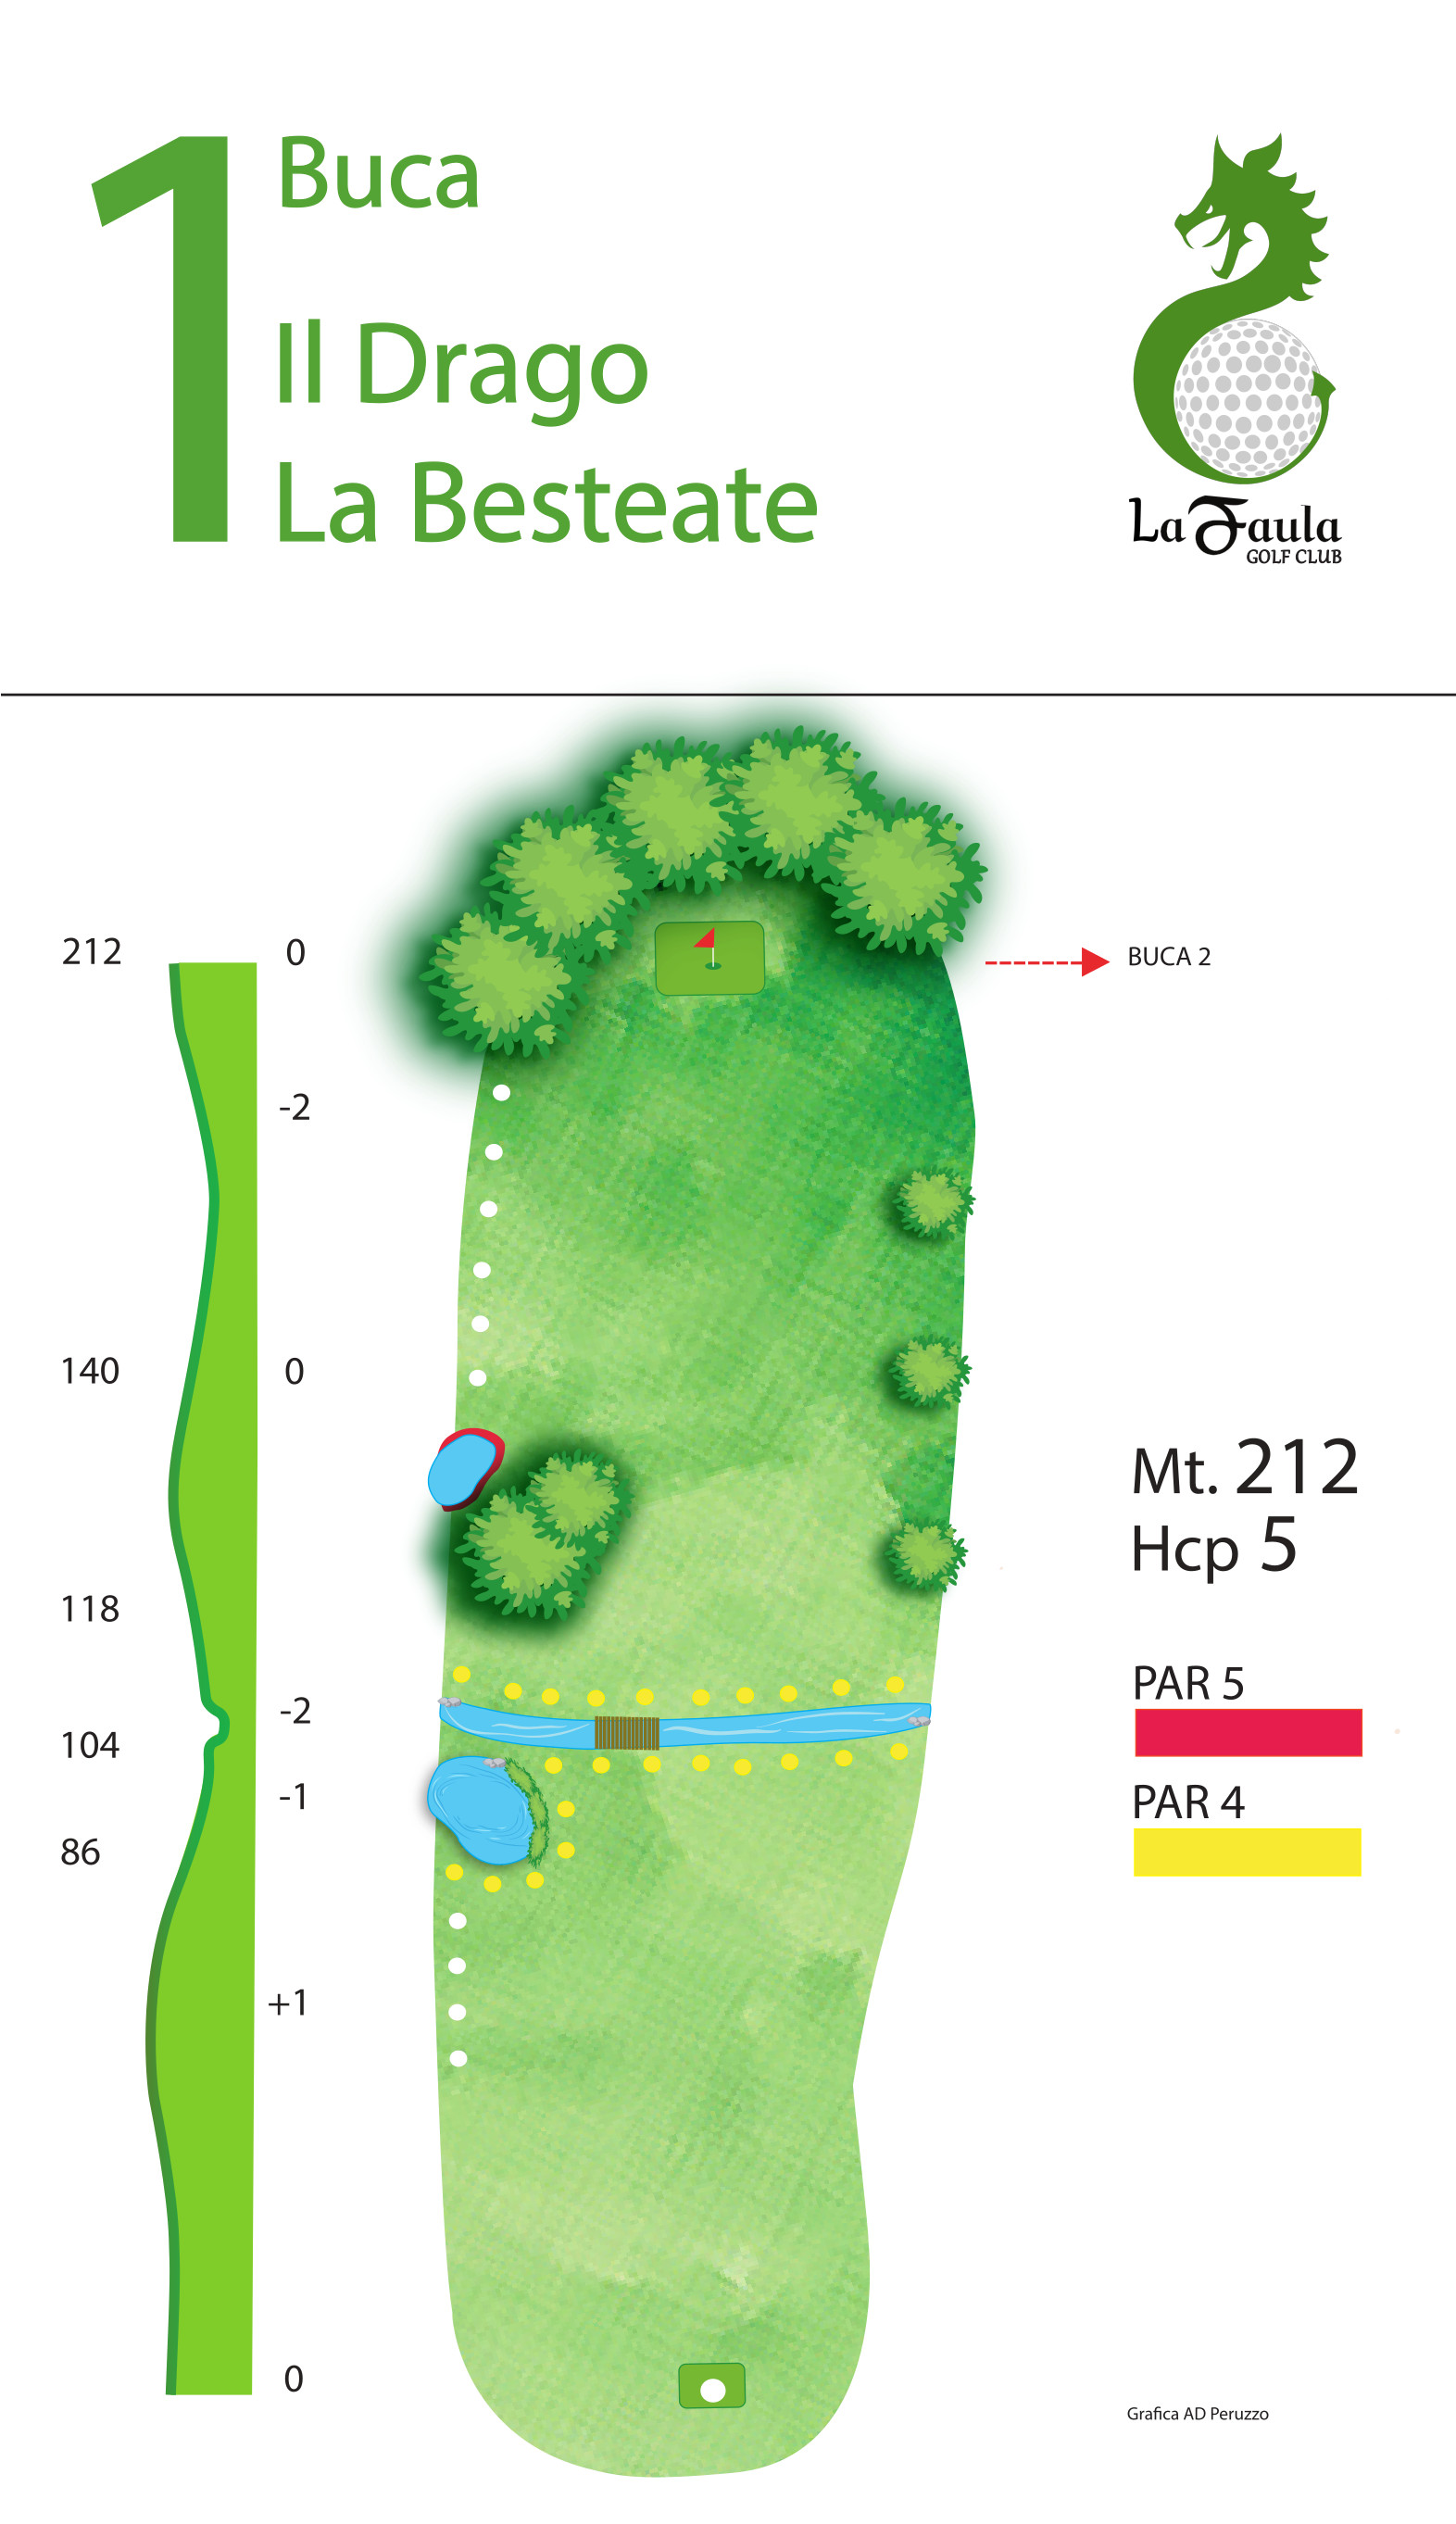 1
Buca
Il Drago
La Besteate
La Faula
GOLF CLUB
212
0
BUCA 2
-2
140
0
Mt. 212
Hcp 5
118
PAR 5
-2
104
-1
PAR 4
86
+1
0
Grafica AD Peruzzo